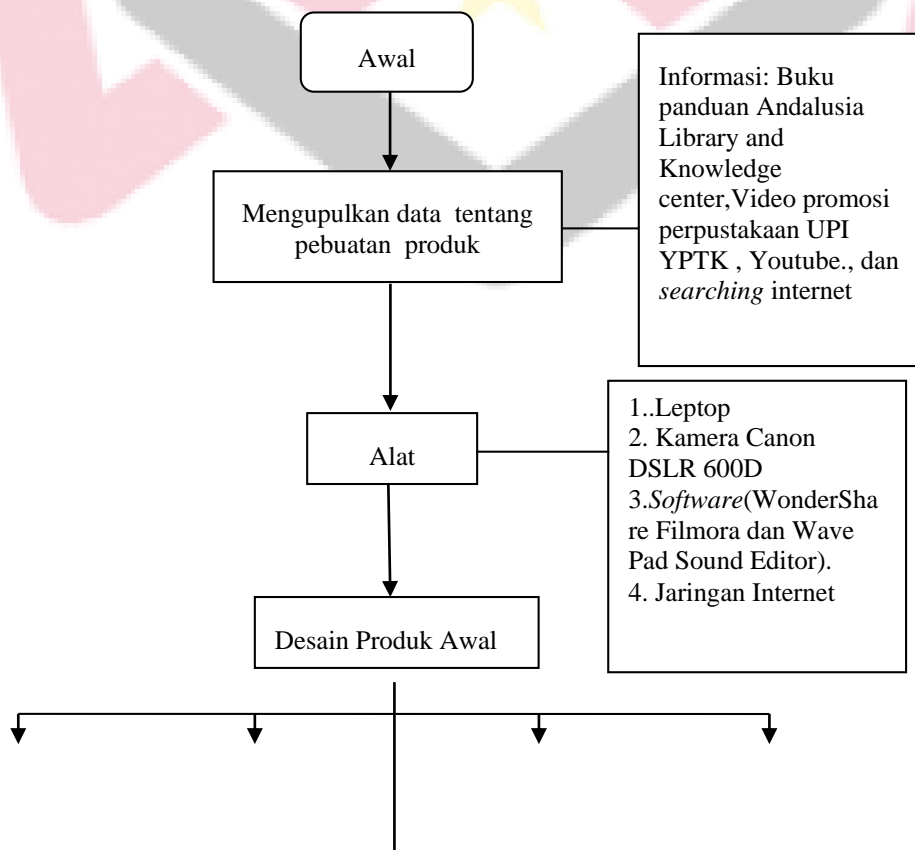 Awal
Informasi: Buku
panduan Andalusia
Library and
Knowledge
center,Video promosi
perpustakaan UPI
YPTK , Youtube., dan
searching internet
Mengupulkan data tentang
pebuatan produk
1..Leptop
2. Kamera Canon
DSLR 600D
3.Software(WonderSha
re Filmora dan Wave
Pad Sound Editor).
4. Jaringan Internet
Alat
Desain Produk Awal